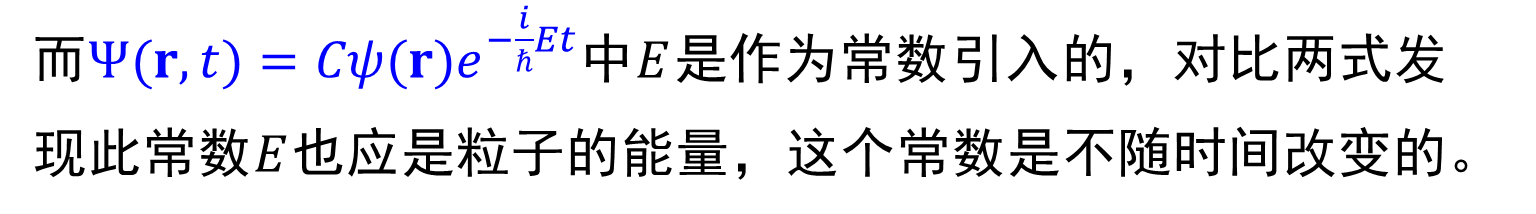 而Ψ(𝐫, t) = Cψ(𝐫)e^{-\frac{i}{ℏ}Et}中E是作为常数引入的，对比两式发
现此常数E也应是粒子的能量，这个常数是不随时间改变的。